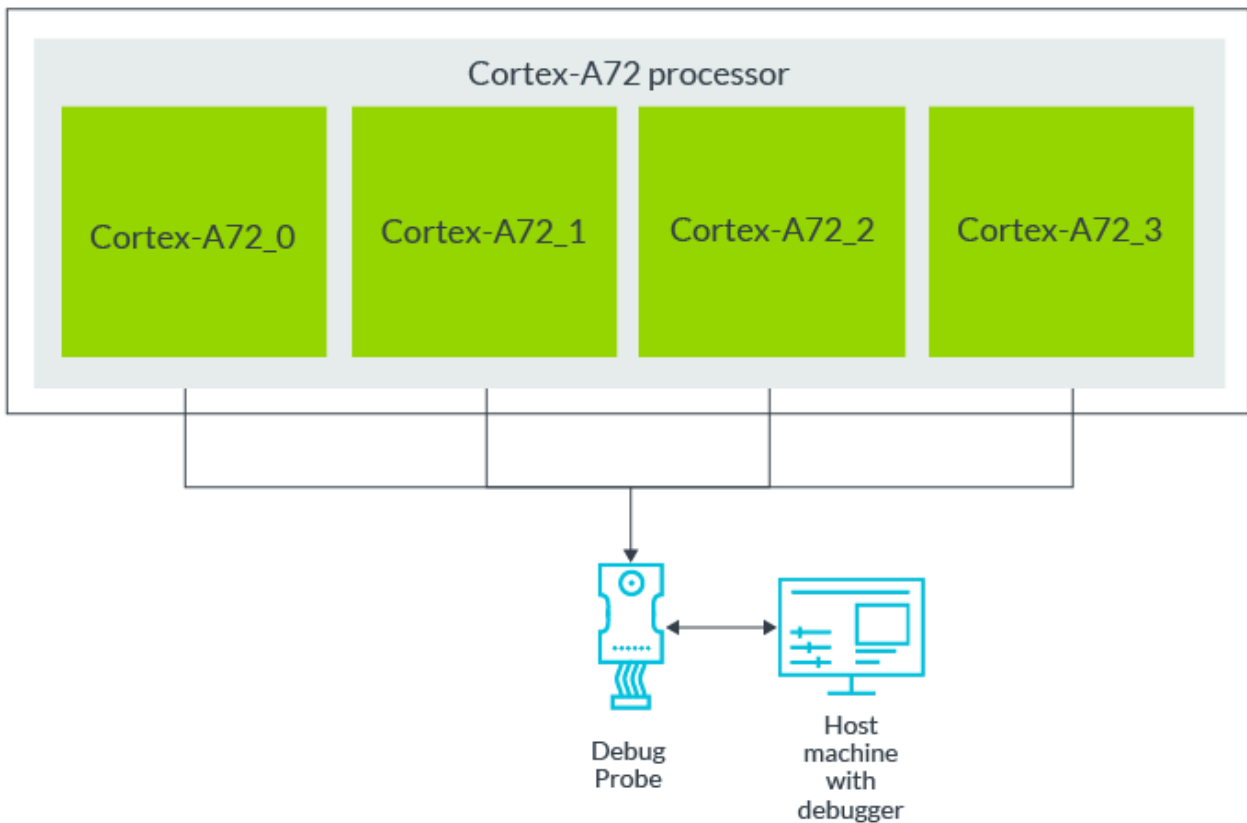 Cortex-A72 processor
Cortex-A72_0
Cortex-A72_1
Cortex-A72_2
Cortex-A72_3
Debug
Probe
Host
machine
with
debugger